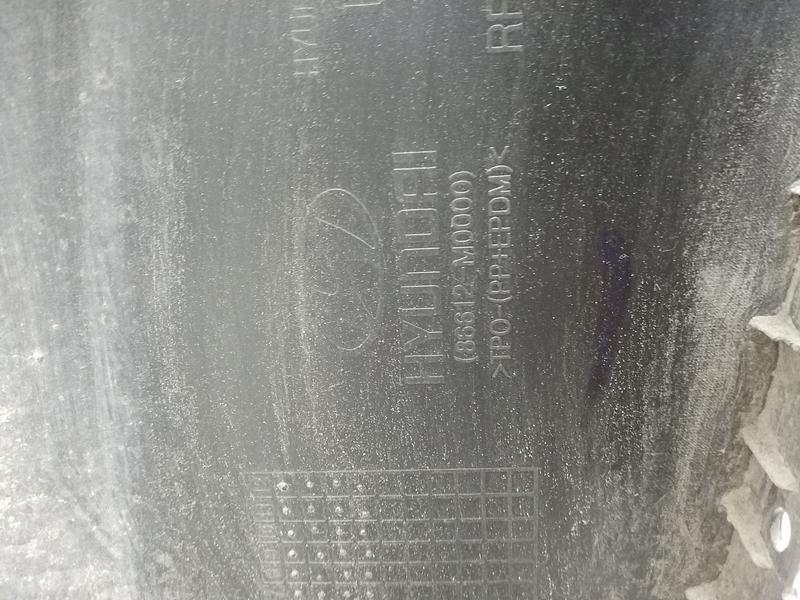 HYUNDAI
(86612-M0000)
>TPO-(PP+EPDM)<